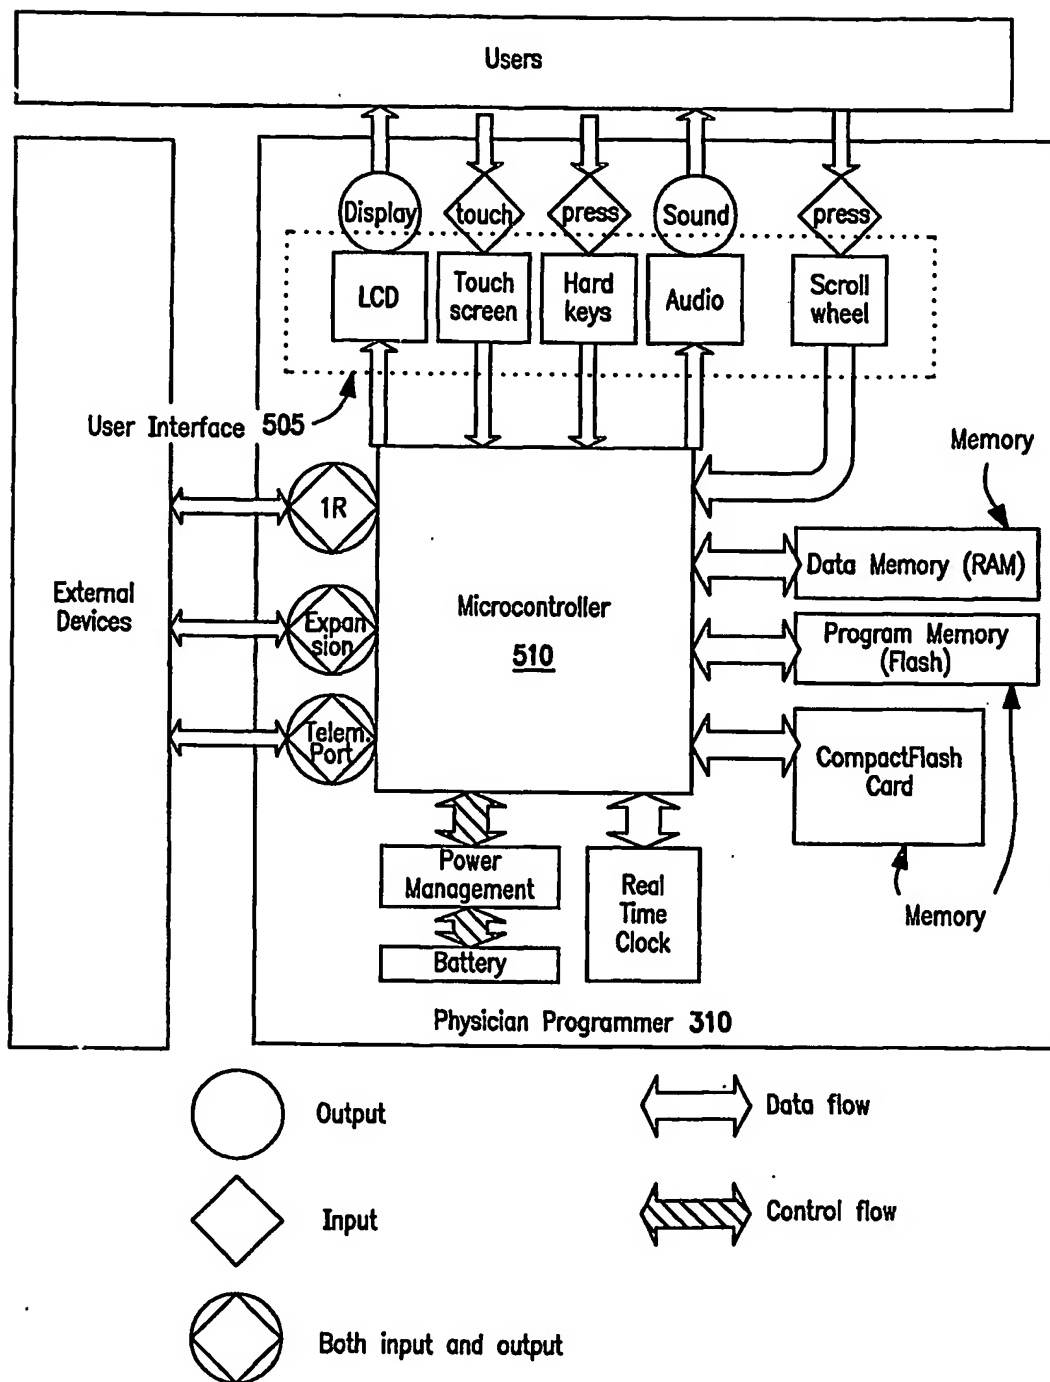 Users
Display
touch
press
Sound
press
LCD
Touch
screen
Hard
keys
Audio
Scroll
wheel
User Interface 505
Memory
1R
Data Memory (RAM)
External
Devices
Expan
sion
Microcontroller
510
Program Memory
(Flash)
Telem.
Port
CompactFlash
Card
Power
Management
Real
Time
Clock
Memory
Battery
Physician Programmer 310
Output
Data flow
Input
Control flow
Both input and output